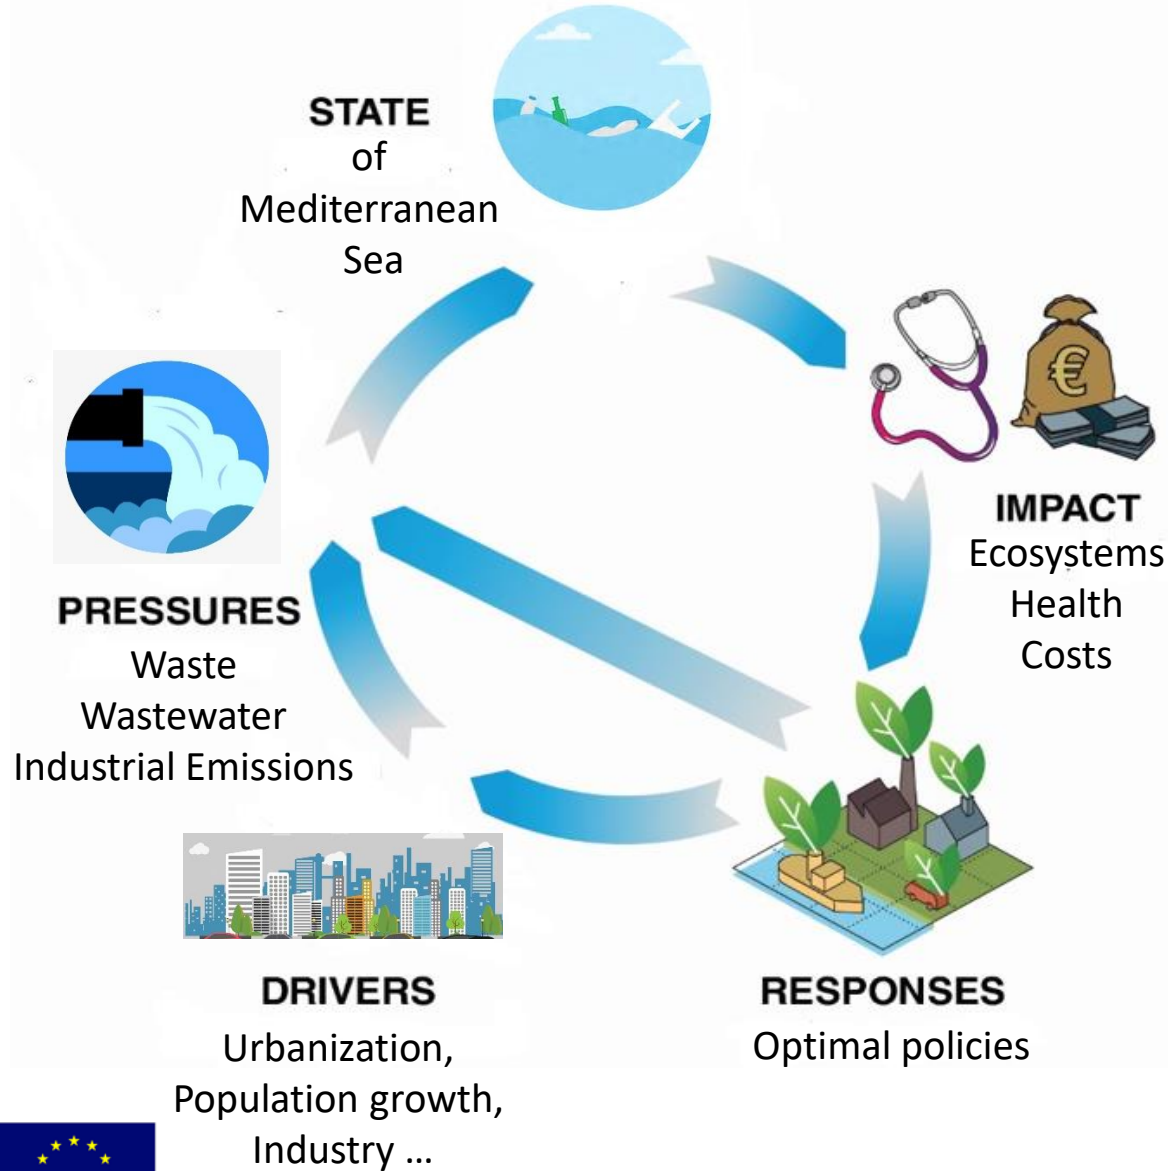 STATE
of
Mediterranean
Sea
€
IMPACT
Ecosystems
Health
Costs
PRESSURES
Waste
Wastewater
Industrial Emissions
DRIVERS
Urbanization,
Population growth,
Industry ...
RESPONSES
Optimal policies